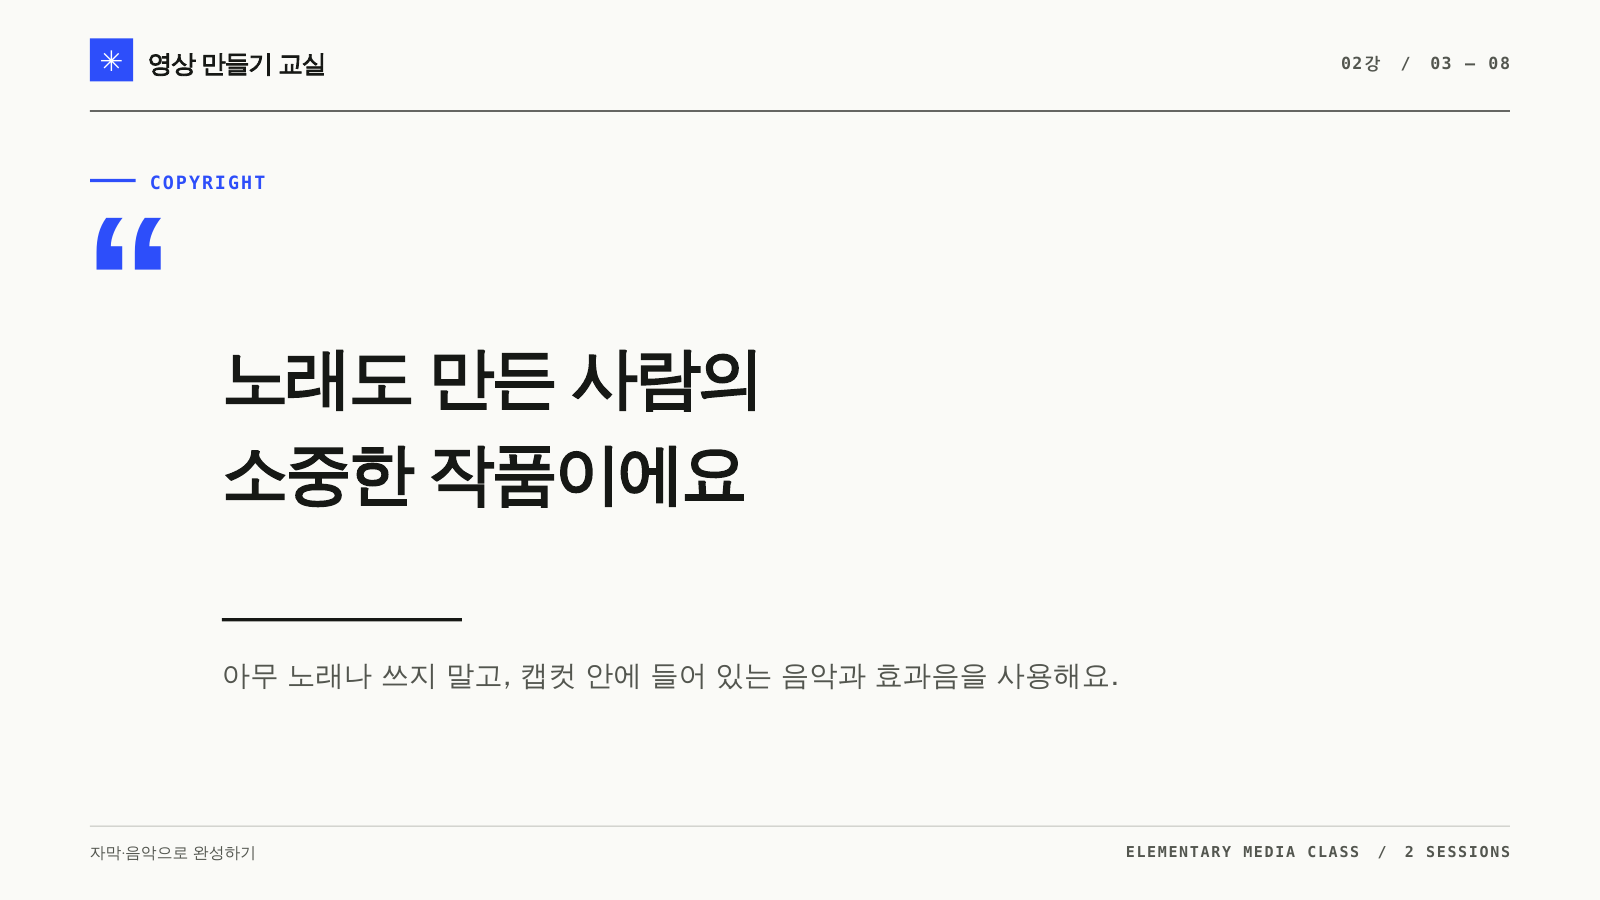 영상 만들기 교실
02강 / 03 — 08
COPYRIGHT
“
노래도 만든 사람의
소중한 작품이에요
아무 노래나 쓰지 말고, 캡컷 안에 들어 있는 음악과 효과음을 사용해요.
자막·음악으로 완성하기
ELEMENTARY MEDIA CLASS / 2 SESSIONS